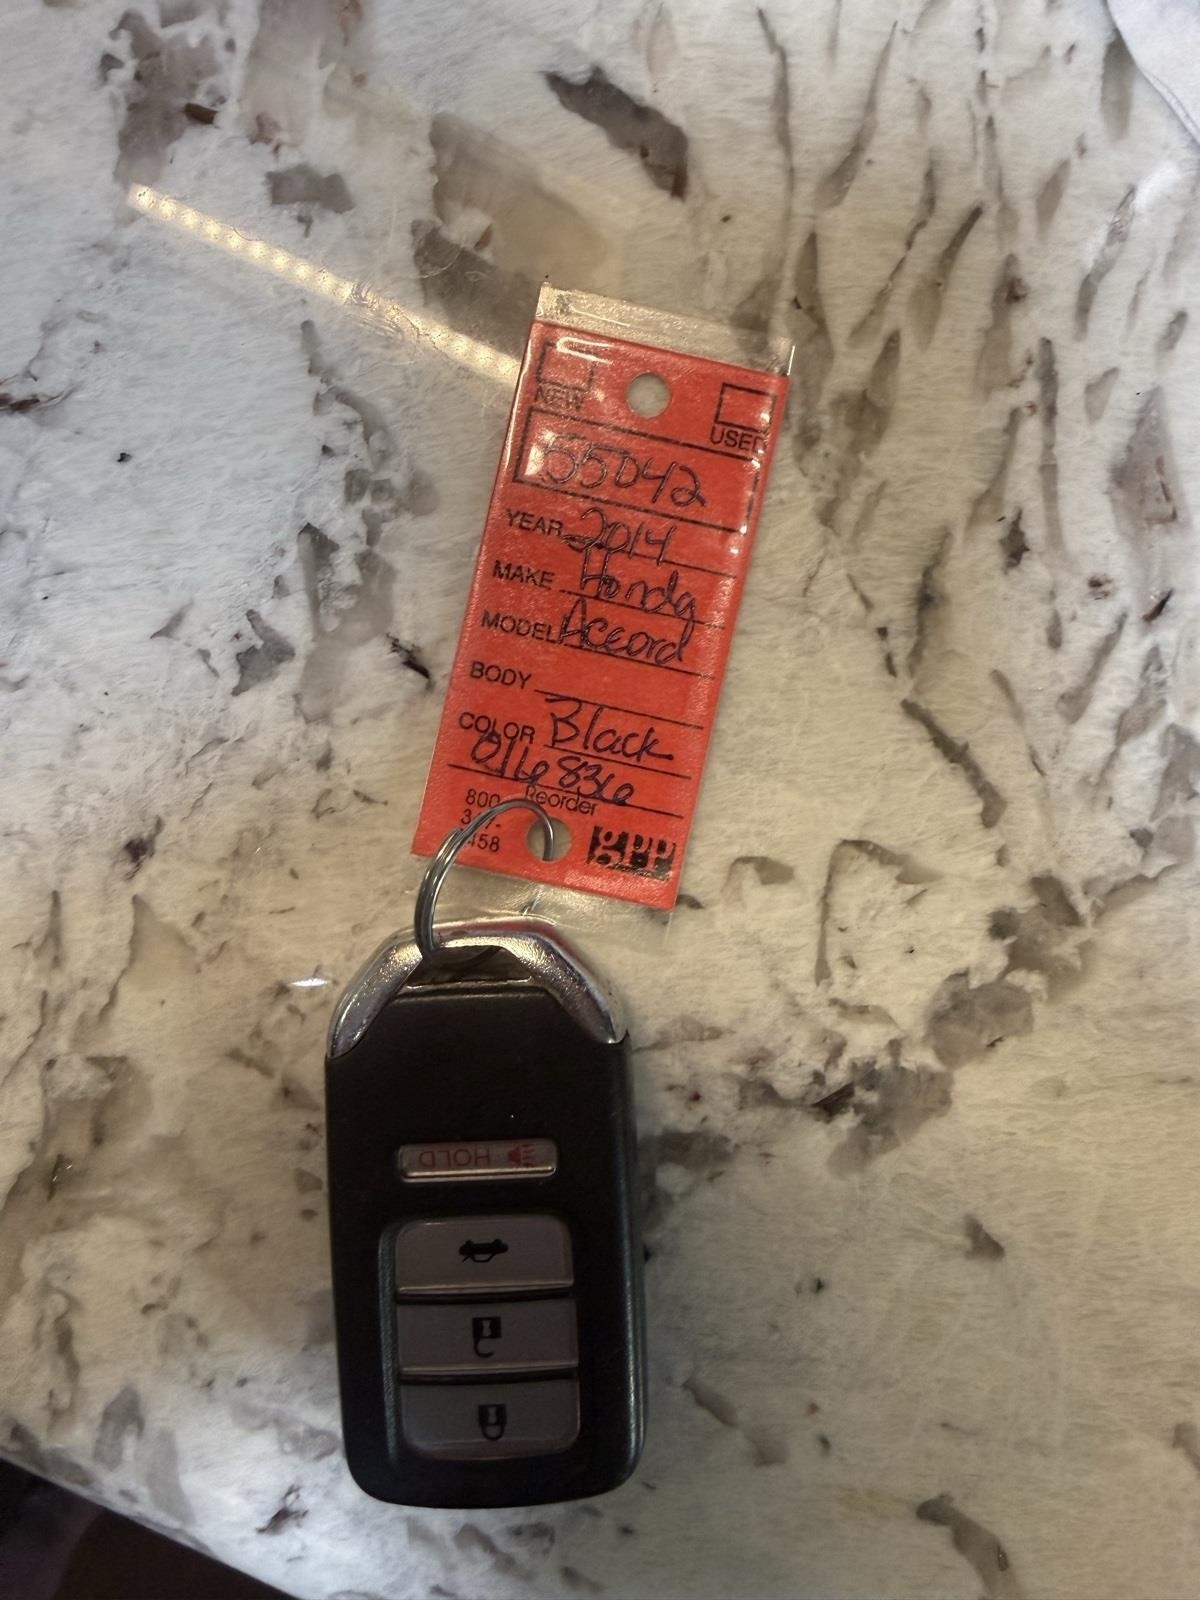 NEW
USED
55042
YEAR 2014
MAKE Honda
MODEL Accord
BODY
COLOR Black
016836
800 Reorder
458 gpp
HOLD